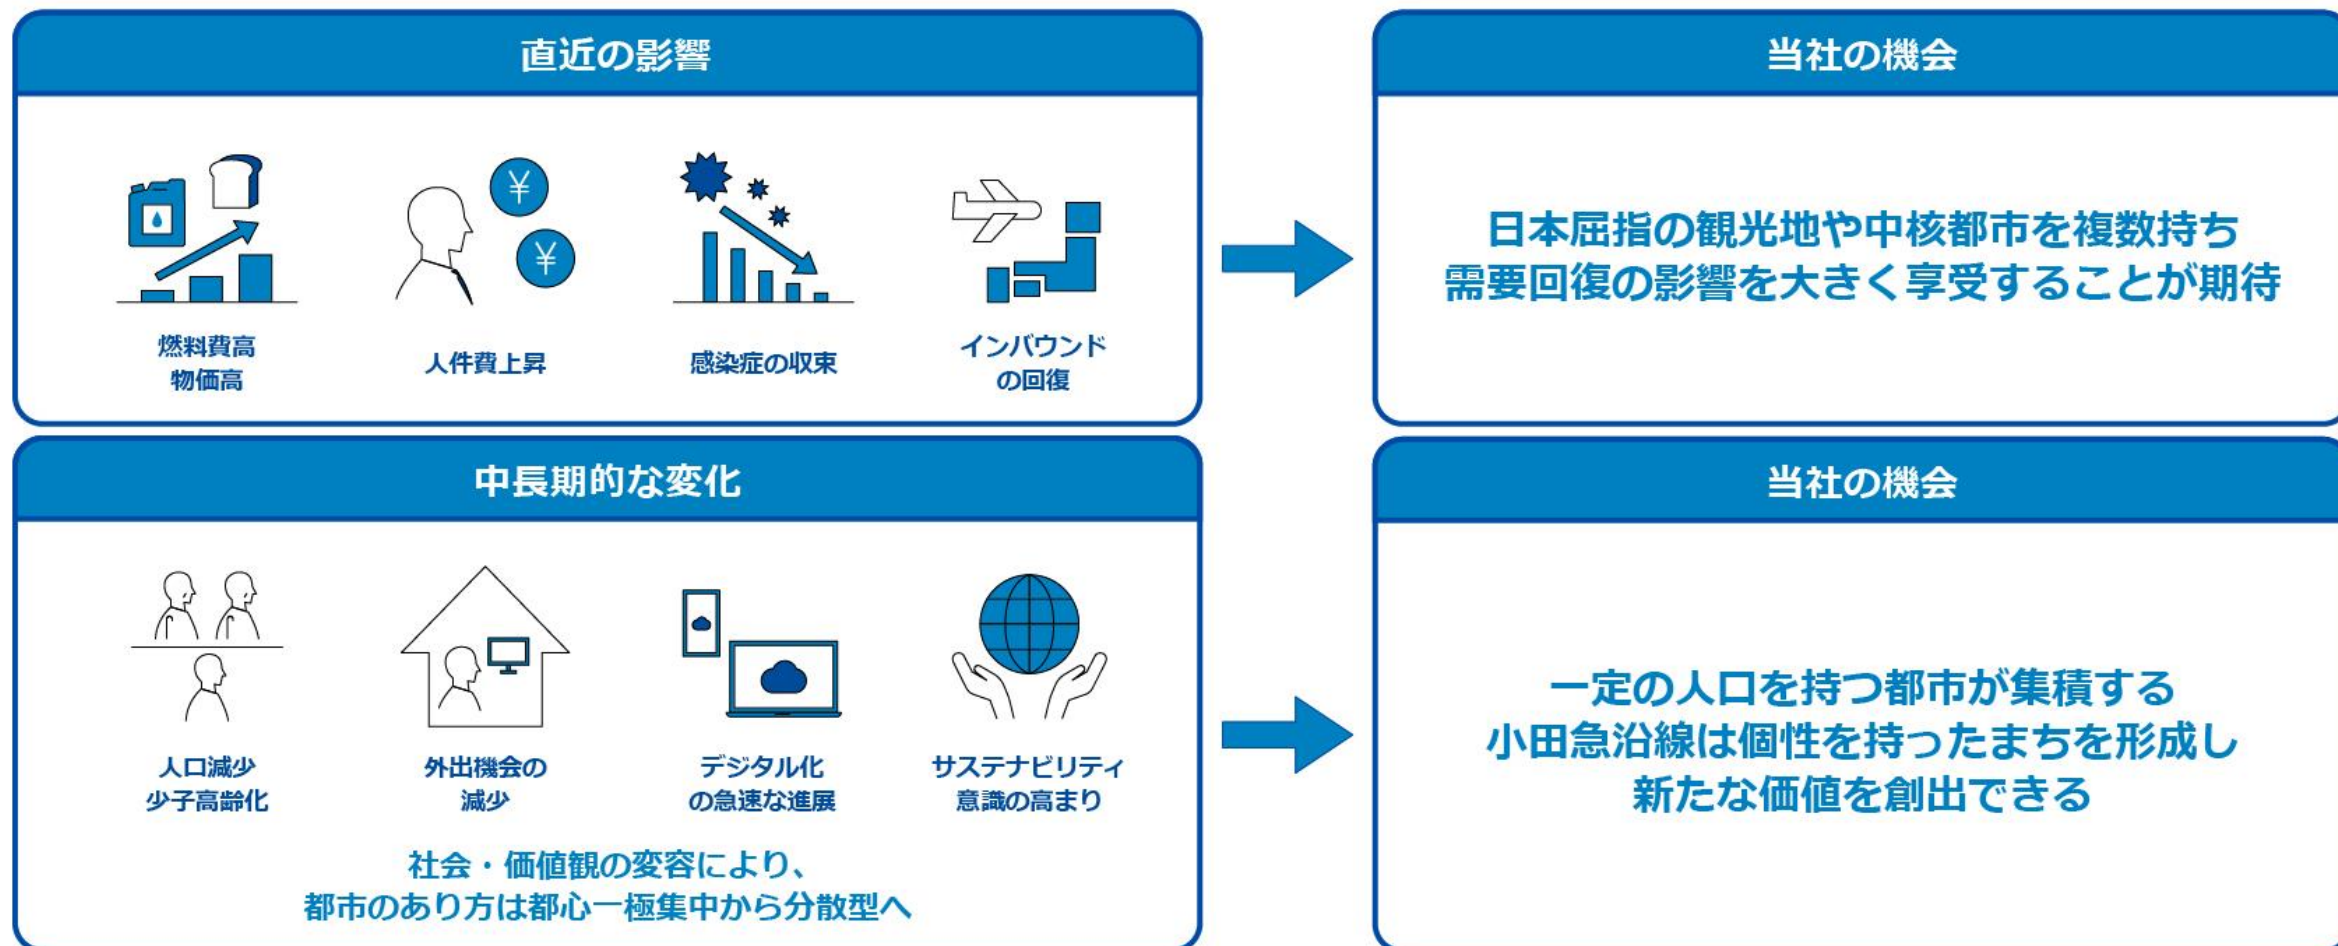 直近の影響
当社の機会
燃料費高
物価高
人件費上昇
¥
¥
感染症の収束
インバウンド
の回復
日本屈指の観光地や中核都市を複数持ち
需要回復の影響を大きく享受することが期待
中長期的な変化
当社の機会
人口減少
少子高齢化
外出機会の
減少
デジタル化
の急速な進展
サステナビリティ
意識の高まり
社会・価値観の変容により、
都市のあり方は都心一極集中から分散型へ
一定の人口を持つ都市が集積する
小田急沿線は個性を持ったまちを形成し
新たな価値を創出できる